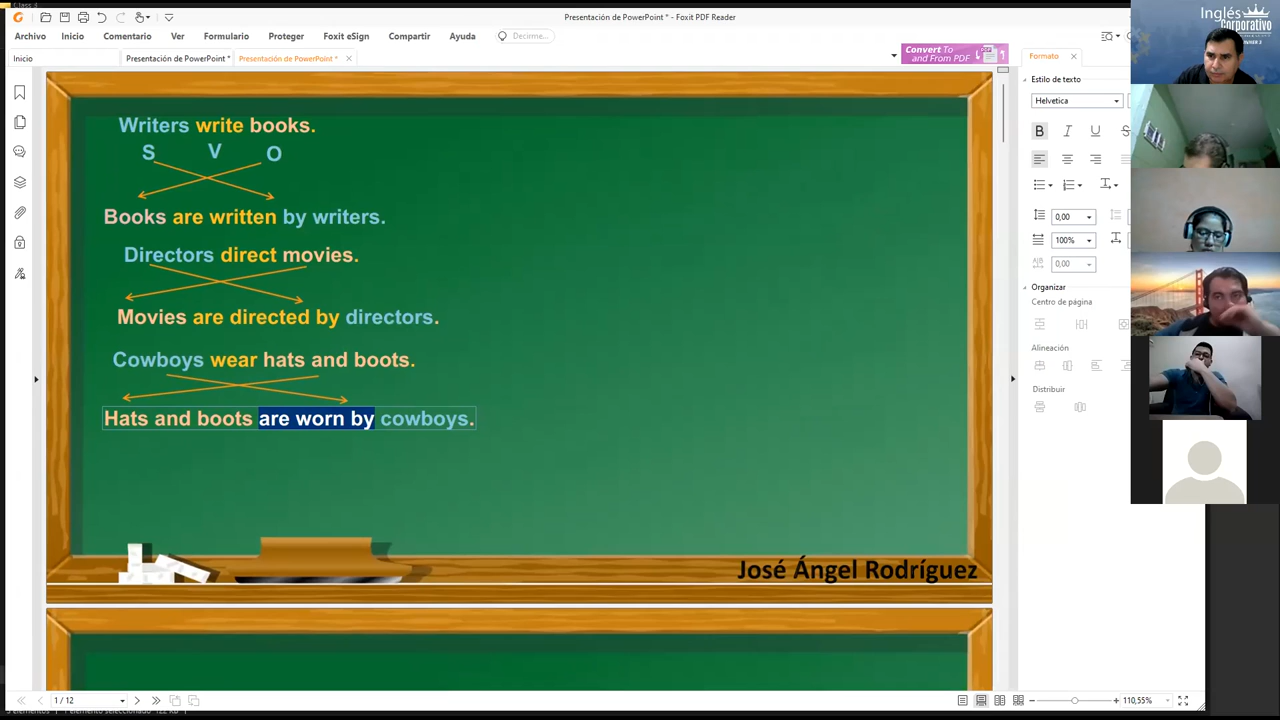 Class 3
Presentación de PowerPoint * - Foxit PDF Reader
Archivo Inicio Comentario Ver Formulario Proteger Foxit eSign Compartir Ayuda Decirme...
Inicio Presentación de PowerPoint * Presentación de PowerPoint *
Convert To
and From PDF
Writers write books.
S V O
Books are written by writers.
Directors direct movies.
Movies are directed by directors.
Cowboys wear hats and boots.
Hats and boots are worn by cowboys.
José Ángel Rodríguez
Formato
Estilo de texto
Helvetica
B I U S
T
0,00
100% T
AB 0,00
Organizar
Centro de página
Alineación
Distribuir
Inglés
Corporativo
1 / 12
110,55%